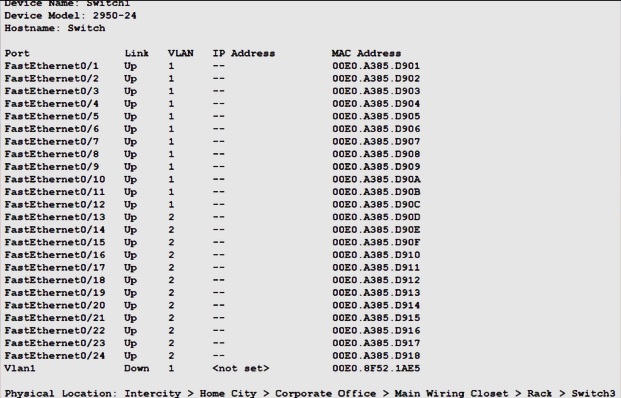 Device Name: Switch1
Device Model: 2950-24
Hostname: Switch
Port Link VLAN IP Address MAC Address
FastEthernet0/1 Up 1 -- 00E0.A385.D901
FastEthernet0/2 Up 1 -- 00E0.A385.D902
FastEthernet0/3 Up 1 -- 00E0.A385.D903
FastEthernet0/4 Up 1 -- 00E0.A385.D904
FastEthernet0/5 Up 1 -- 00E0.A385.D905
FastEthernet0/6 Up 1 -- 00E0.A385.D906
FastEthernet0/7 Up 1 -- 00E0.A385.D907
FastEthernet0/8 Up 1 -- 00E0.A385.D908
FastEthernet0/9 Up 1 -- 00E0.A385.D909
FastEthernet0/10 Up 1 -- 00E0.A385.D90A
FastEthernet0/11 Up 1 -- 00E0.A385.D90B
FastEthernet0/12 Up 1 -- 00E0.A385.D90C
FastEthernet0/13 Up 2 -- 00E0.A385.D90D
FastEthernet0/14 Up 2 -- 00E0.A385.D90E
FastEthernet0/15 Up 2 -- 00E0.A385.D90F
FastEthernet0/16 Up 2 -- 00E0.A385.D910
FastEthernet0/17 Up 2 -- 00E0.A385.D911
FastEthernet0/18 Up 2 -- 00E0.A385.D912
FastEthernet0/19 Up 2 -- 00E0.A385.D913
FastEthernet0/20 Up 2 -- 00E0.A385.D914
FastEthernet0/21 Up 2 -- 00E0.A385.D915
FastEthernet0/22 Up 2 -- 00E0.A385.D916
FastEthernet0/23 Up 2 -- 00E0.A385.D917
FastEthernet0/24 Up 2 -- 00E0.A385.D918
Vlan1 Down 1 <not set> 00E0.8F52.1AE5
Physical Location: Intercity > Home City > Corporate Office > Main Wiring Closet > Rack > Switch3